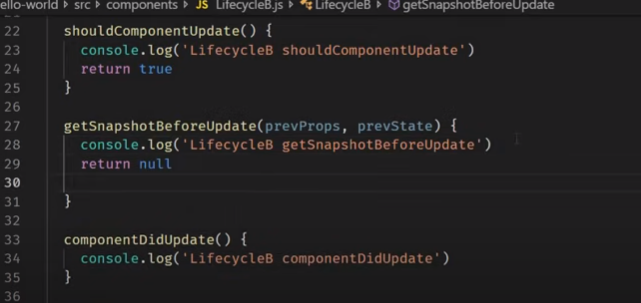 ello-world > src > components > JS LifecycleB.js > LifecycleB > getSnapshotBeforeUpdate
22 shouldComponentUpdate() {
23 console.log('LifecycleB shouldComponentUpdate')
24 return true
25 }
26
27 getSnapshotBeforeUpdate(prevProps, prevState) {
28 console.log('LifecycleB getSnapshotBeforeUpdate')
29 return null
30
31 }
32
33 componentDidUpdate() {
34 console.log('LifecycleB componentDidUpdate')
35 }
36